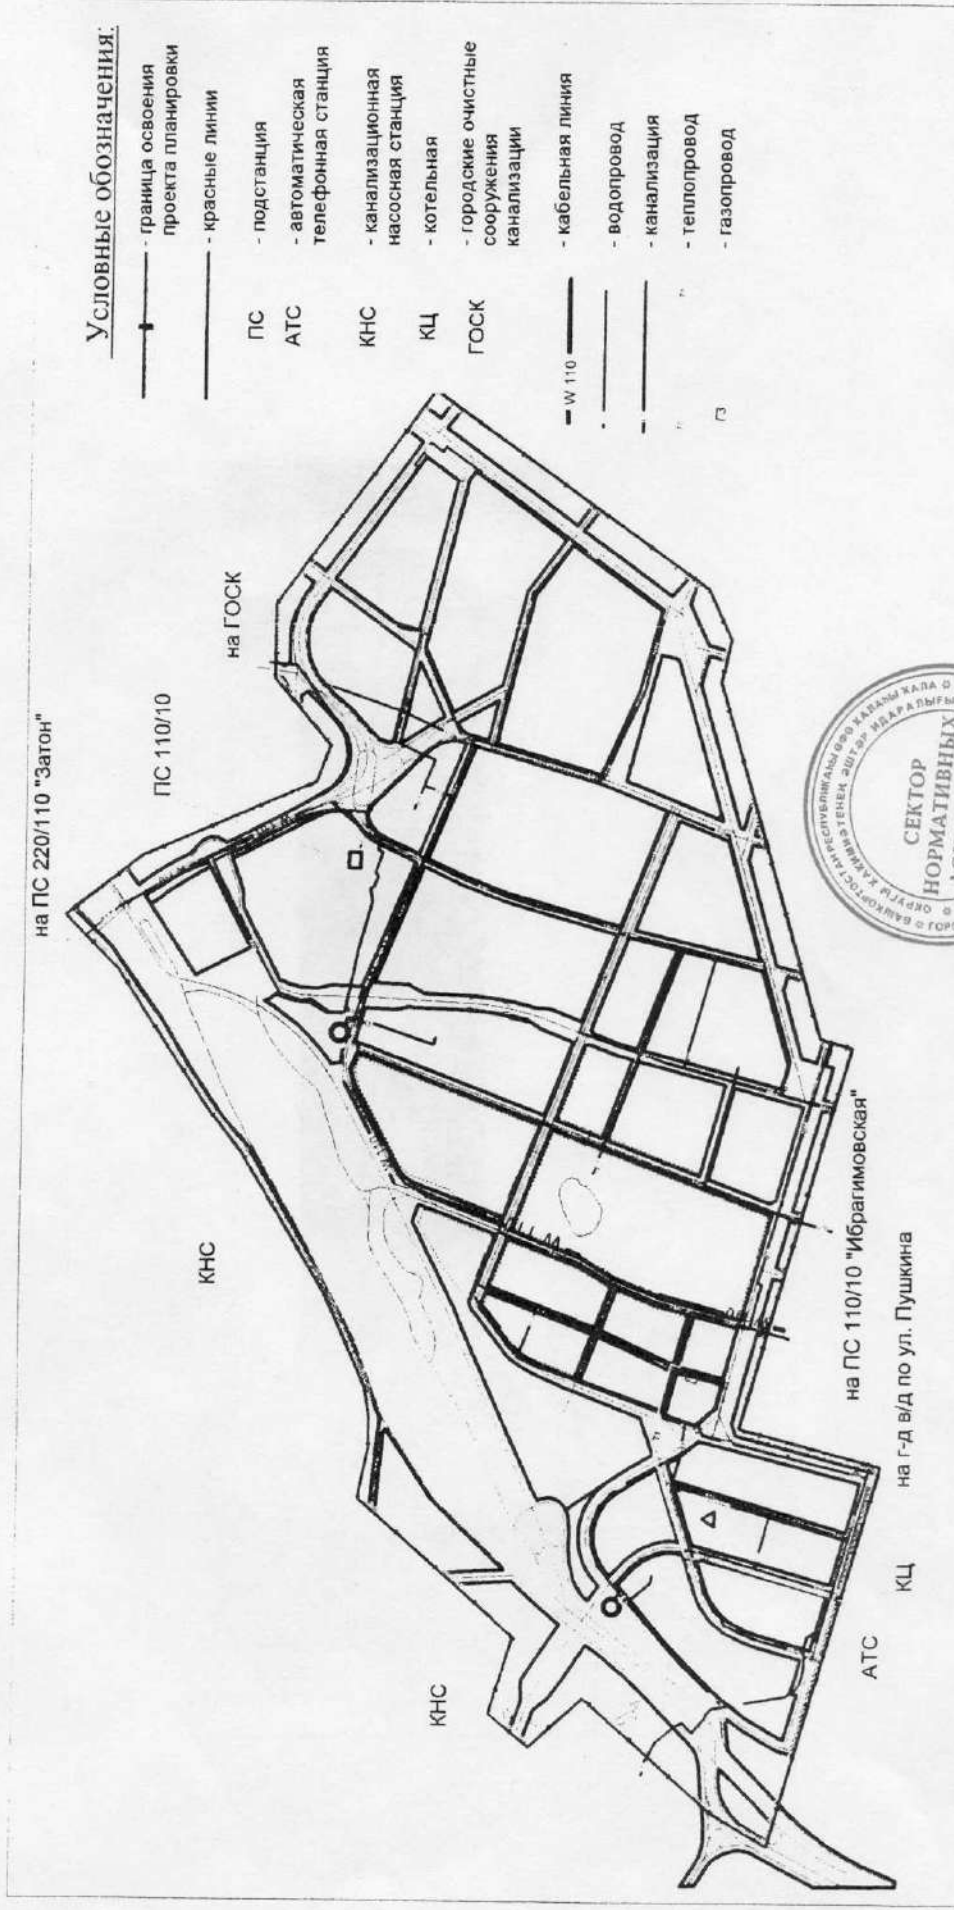 Условные обозначения:
- граница освоения
проекта планировки
- красные линии
ПС - подстанция
АТС - автоматическая
телефонная станция
КНС - канализационная
насосная станция
КЦ - котельная
ГОСК - городские очистные
сооружения
канализации
W 110 - кабельная линия
- водопровод
- канализация
- теплопровод
ГЗ - газопровод
на ПС 220/110 "Затон"
ПС 110/10
на ГОСК
КНС
КНС
на ПС 110/10 "Ибрагимовская"
на г-д в/д по ул. Пушкина
КЦ
АТС
СЕКТОР
НОРМАТИВНЫХ